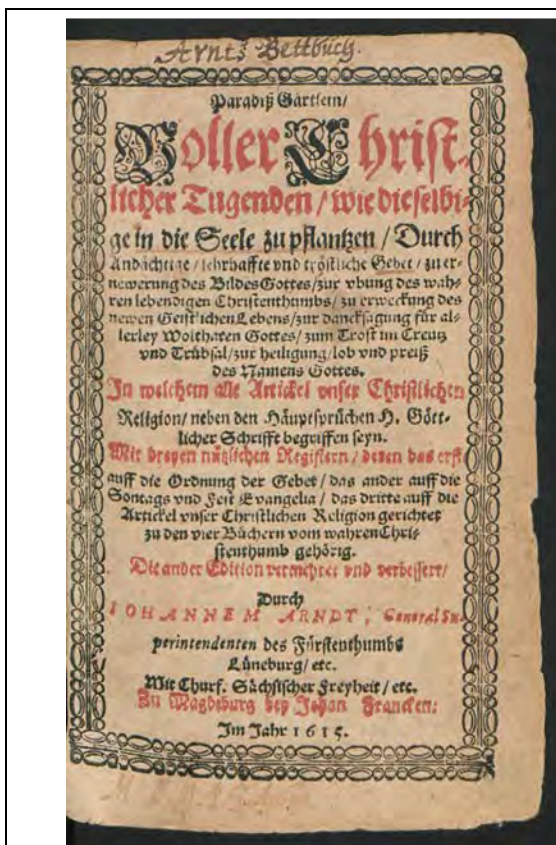 Arnts Bettbüch.
Paradiß Gärtlein/
Voller Christ-
licher Tugenden / wie dieselbi-
ge in die Seele zu pflantzen / Durch
Andächtige / lehrhaffte vnd tröstliche Gebet / zu er-
newerung des Bildes Gottes / zur vbung des wah-
ren lebendigen Christenthumbs / zu erweckung des
newen Geistlichen Lebens / zur dancksagung für al-
lerley Wolthaten Gottes / zum Trost im Creutz
vnd Trübsal / zur heiligung / lob vnd preiß
des Namens Gottes.
In welchem alle Artickel vnser Christlichen
Religion / neben den Häuptsprüchen H. Gött-
licher Schrifft begriffen seyn.
Mit dreyen nützlichen Registern / deren das erst
auff die Ordnung der Gebet / das ander auff die
Sontags vnd Fest Evangelia / das dritte auff die
Artickel vnser Christlichen Religion gerichtet
zu den vier Büchern vom wahren Chri-
stenthumb gehörig.
Die ander Edition vermehret vnd verbessert /
Durch
IOHANNEM ARNDT, General Su-
perintendenten des Fürstenthumbs
Lüneburg / etc.
Mit Churf. Sächsischer Freyheit / etc.
Zu Magdeburg bey Johan Francken:
Im Jahr 1615.